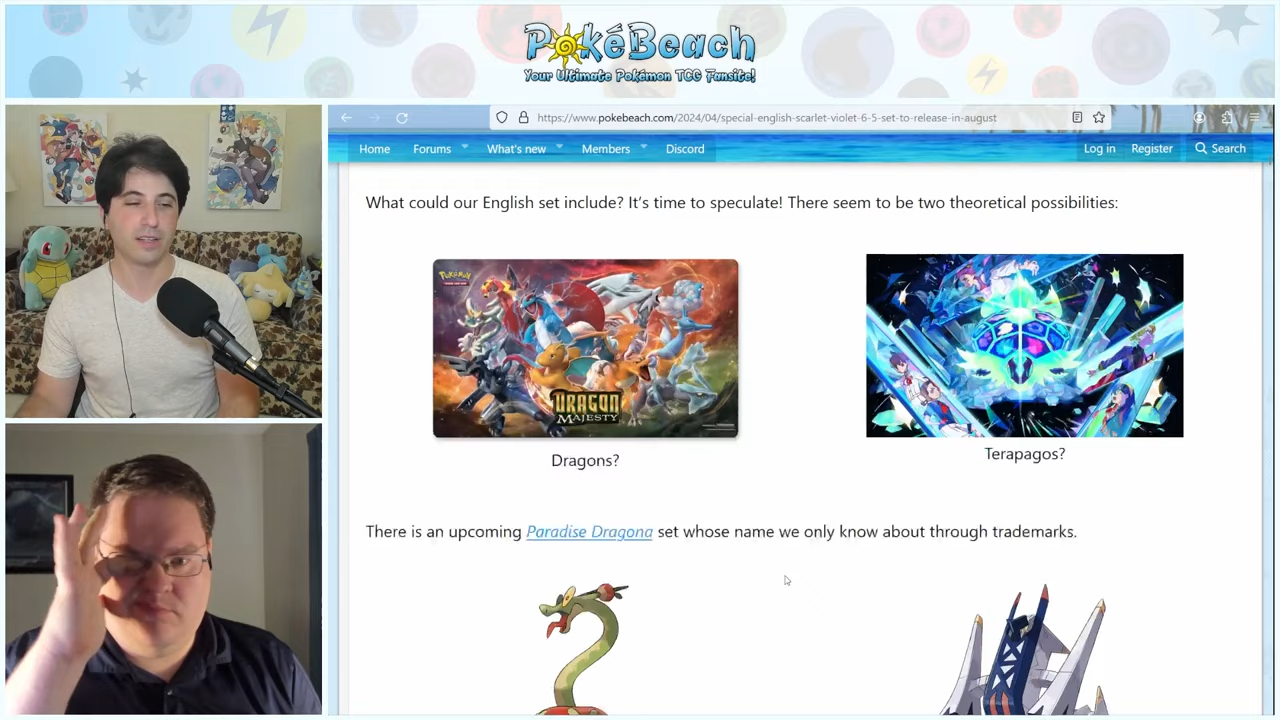 PokéBeach
Your Ultimate Pokémon TCG Fansite!
https://www.pokebeach.com/2024/04/special-english-scarlet-violet-6-5-set-to-release-in-august
Home Forums What's new Members Discord Log in Register Search
What could our English set include? It's time to speculate! There seem to be two theoretical possibilities:
Pokémon
DRAGON
MAJESTY
Dragons?
Terapagos?
There is an upcoming Paradise Dragona set whose name we only know about through trademarks.